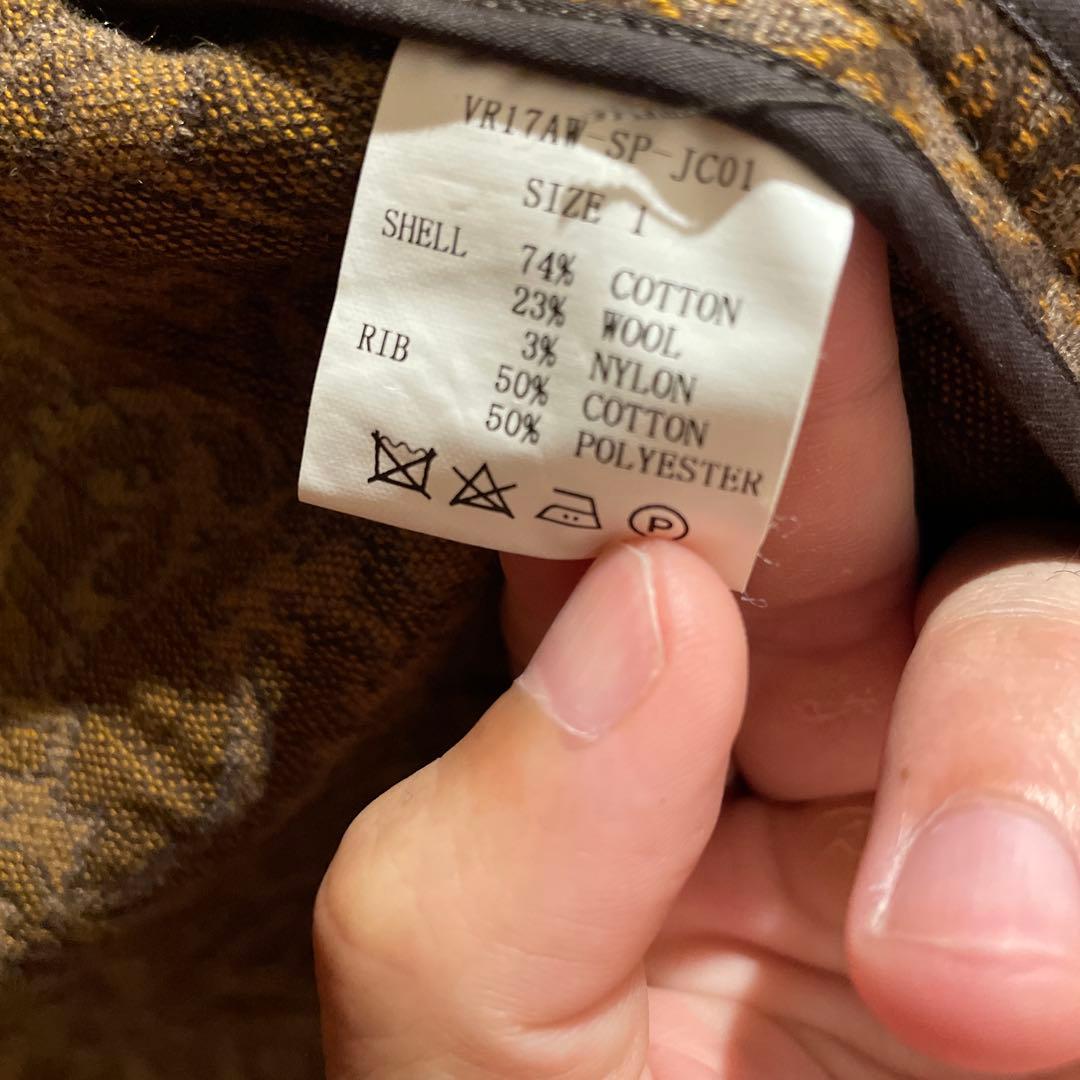 VR17AW-SP-JC01
SIZE 1
SHELL 74% COTTON
23% WOOL
3% NYLON
RIB 50% COTTON
50% POLYESTER
P